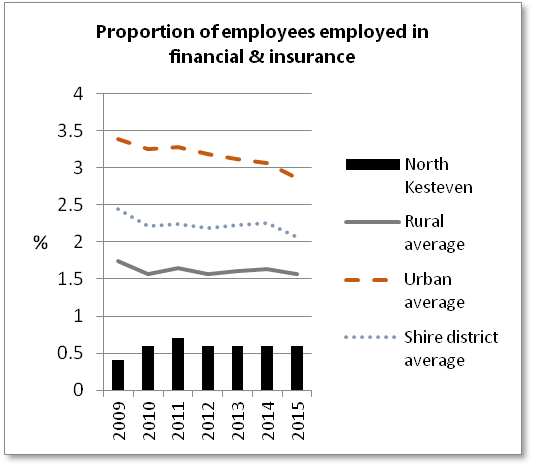 Proportion of employees employed in
financial & insurance
4
3.5
3
2.5
2
1.5
1
0.5
0
%
2009
2010
2011
2012
2013
2014
2015
North
Kesteven
Rural
average
Urban
average
Shire district
average